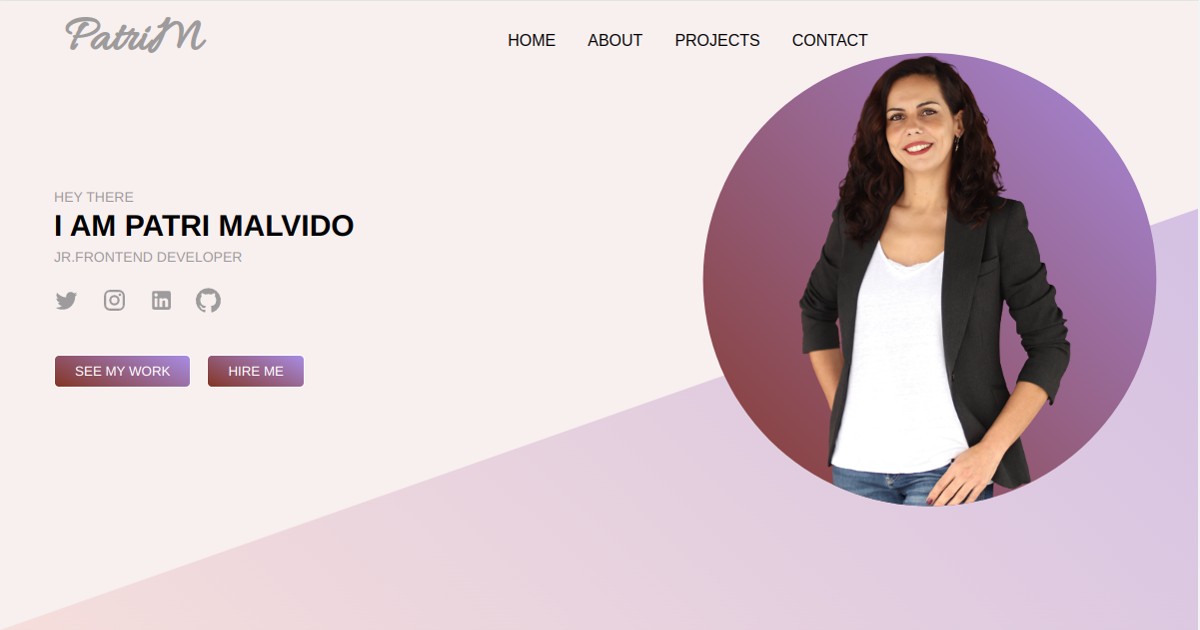 PatriM
HOME ABOUT PROJECTS CONTACT
HEY THERE
I AM PATRI MALVIDO
JR.FRONTEND DEVELOPER
SEE MY WORK HIRE ME